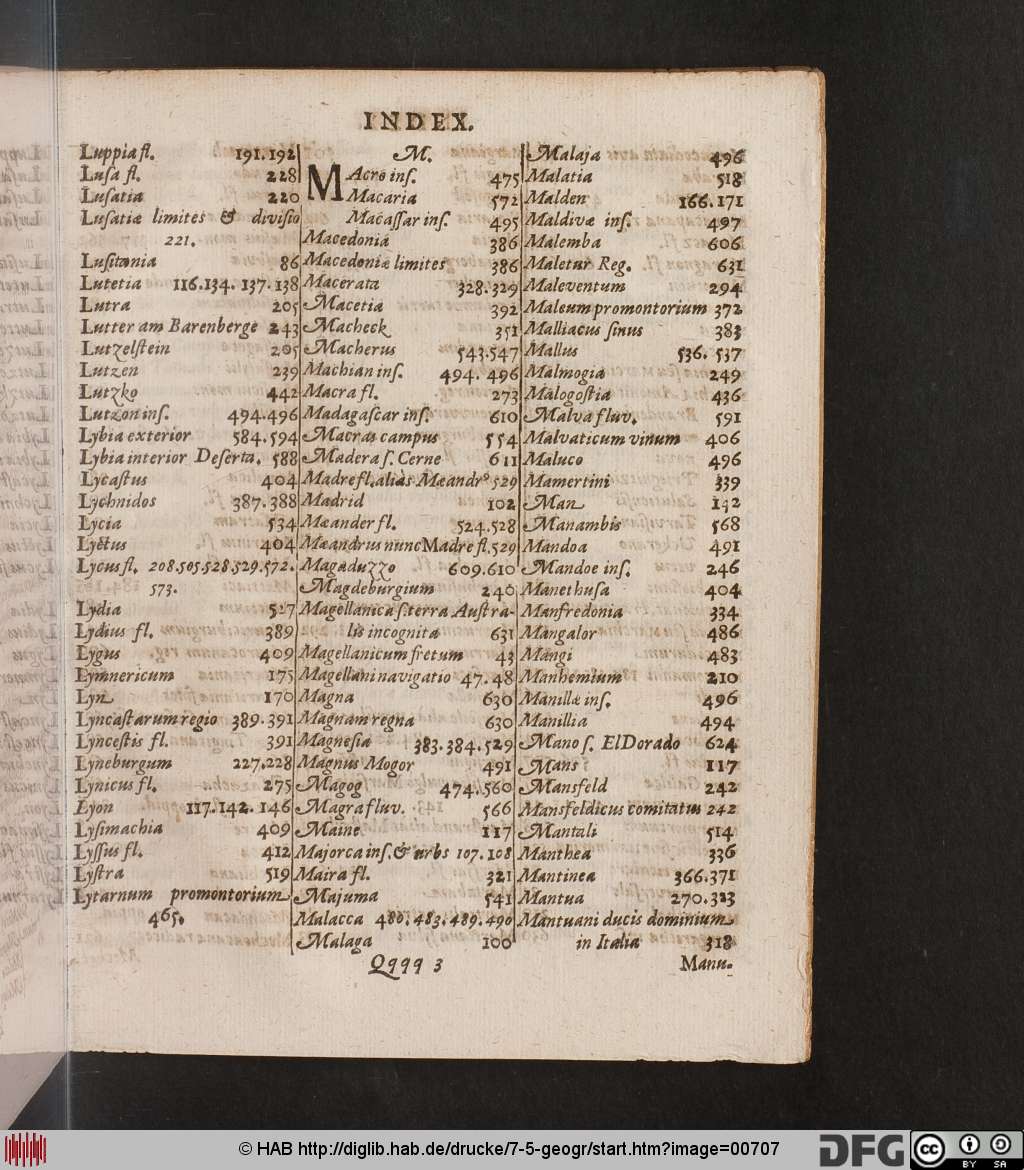 INDEX.
Luppia fl. 191.192
Luſa fl. 228
Luſatia 220
Luſatiæ limites & diviſio
221.
Luſitania 86
Lutetia 116.134. 137.138
Lutra 205
Lutter am Barenberge 243
Lutzelſtein 205
Lutzen 239
Lutzko 442
Lutzon inſ. 494.496
Lybia exterior 584.594
Lybia interior Deſerta. 588
Lycaſtus 404
Lychnidos 387.388
Lycia 534
Lyctus 404
Lycus fl. 208.505.528.529.572.
573.
Lydia 527
Lydius fl. 389
Lygus 409
Lymnericum 175
Lyn 170
Lyncaſtarum regio 389.391
Lynceſtis fl. 391
Lyneburgum 227.228
Lynicus fl. 275
Lyon 117.142.146
Lyſimachia 409
Lyſſus fl. 412
Lyſtra 519
Lytarnum promontorium
465.
M.
MAcro inſ. 475
Macaria 572
Macaſſar inſ. 495
Macedonia 386
Macedoniæ limites 386
Macerata 328.329
Macetia 392
Macheck 351
Macherus 543.547
Machian inſ. 494. 496
Macra fl. 273
Madagaſcar inſ. 610
Macras campus 554
Madera ſ. Cerne 611
Madre fl. aliàs Mæandrº 529
Madrid 102
Mæander fl. 524.528
Mæandrus nunc Madre fl. 529
Magaduzzo 609.610
Magdeburgium 240
Magellanica ſ. terra Auſtra-
lis incognita 631
Magellanicum fretum 43
Magellani navigatio 47.48
Magna 630
Magnam regna 630
Magneſia 383.384.529
Magnus Mogor 491
Magog 474.560
Magra fluv. 566
Maine 117
Majorca inſ. & urbs 107.108
Maira fl. 321
Majuma 541
Malacca 480.483.489.490
Malaga 100
Malaja 496
Malatia 518
Malden 166.171
Maldivæ inſ. 497
Malemba 606
Maletur Reg. 631
Maleventum 294
Maleum promontorium 372
Malliacus ſinus 383
Mallus 536. 537
Malmogia 249
Malogoſtia 436
Malva fluv. 591
Malvaticum vinum 406
Maluco 496
Mamertini 339
Man 142
Manambis 568
Mandoa 491
Mandoe inſ. 246
Manethuſa 404
Manfredonia 334
Mangalor 486
Mangi 483
Manhemium 210
Manillæ inſ. 496
Manillia 494
Mano ſ. El Dorado 624
Mans 117
Mansfeld 242
Mansfeldicus comitatus 242
Mantali 514
Manthea 336
Mantinea 366.371
Mantua 270.323
Mantuani ducis dominium
in Italia 318
Qqqq 3
Manu.
© HAB http://diglib.hab.de/drucke/7-5-geogr/start.htm?image=00707
DFG
cc BY SA